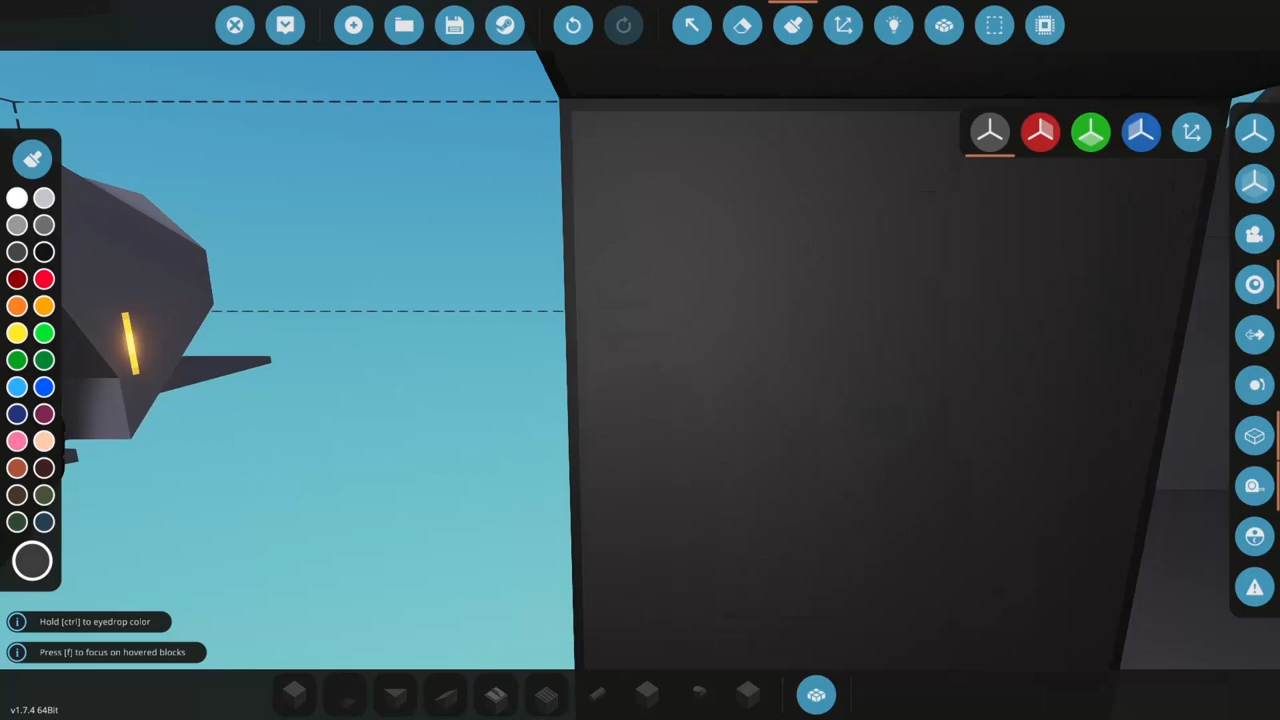 Hold [ctrl] to eyedrop color
Press [f] to focus on hovered blocks
v1.7.4 64Bit